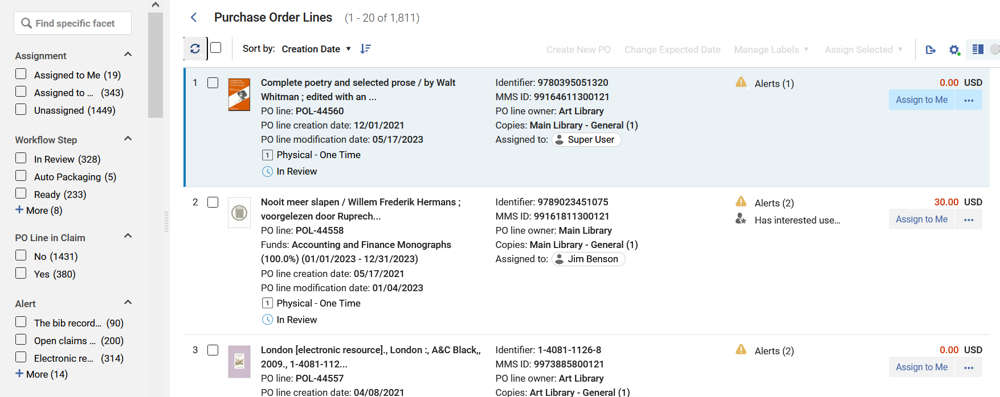 Find specific facet
Assignment
Assigned to Me (19)
Assigned to ... (343)
Unassigned (1449)
Workflow Step
In Review (328)
Auto Packaging (5)
Ready (233)
+ More (8)
PO Line in Claim
No (1431)
Yes (380)
Alert
The bib record... (90)
Open claims ... (200)
Electronic re... (314)
+ More (14)
Purchase Order Lines (1 - 20 of 1,811)
Sort by: Creation Date
Create New PO Change Expected Date Manage Labels Assign Selected
1
Complete poetry and selected prose / by Walt
Whitman ; edited with an ...
PO line: POL-44560
PO line creation date: 12/01/2021
PO line modification date: 05/17/2023
1 Physical - One Time
In Review
Identifier: 9780395051320
MMS ID: 99164611300121
PO line owner: Art Library
Copies: Main Library - General (1)
Assigned to: Super User
Alerts (1)
0.00 USD
Assign to Me ...
2
Nooit meer slapen / Willem Frederik Hermans ;
voorgelezen door Ruprech...
PO line: POL-44558
Funds: Accounting and Finance Monographs
(100.0%) (01/01/2023 - 12/31/2023)
PO line creation date: 05/17/2021
PO line modification date: 01/04/2023
1 Physical - One Time
In Review
Identifier: 9789023451075
MMS ID: 99161811300121
PO line owner: Main Library
Copies: Main Library - General (1)
Assigned to: Jim Benson
Alerts (2)
Has interested use...
30.00 USD
Assign to Me ...
3
London [electronic resource]., London :, A&C Black,,
2009., 1-4081-112...
PO line: POL-44557
PO line creation date: 04/08/2021
Identifier: 1-4081-1126-8
MMS ID: 9973885800121
PO line owner: Art Library
Copies: Art Library - General (1)
Alerts (2)
0.00 USD
Assign to Me ...